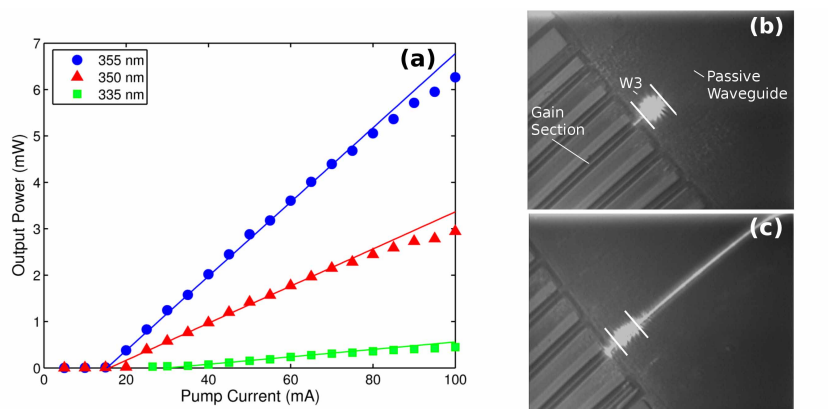 (a)
355 nm
350 nm
335 nm
7
6
5
4
3
2
1
0
Output Power (mW)
0
20
40
60
80
100
Pump Current (mA)
(b)
W3
Passive
Waveguide
Gain
Section
(c)